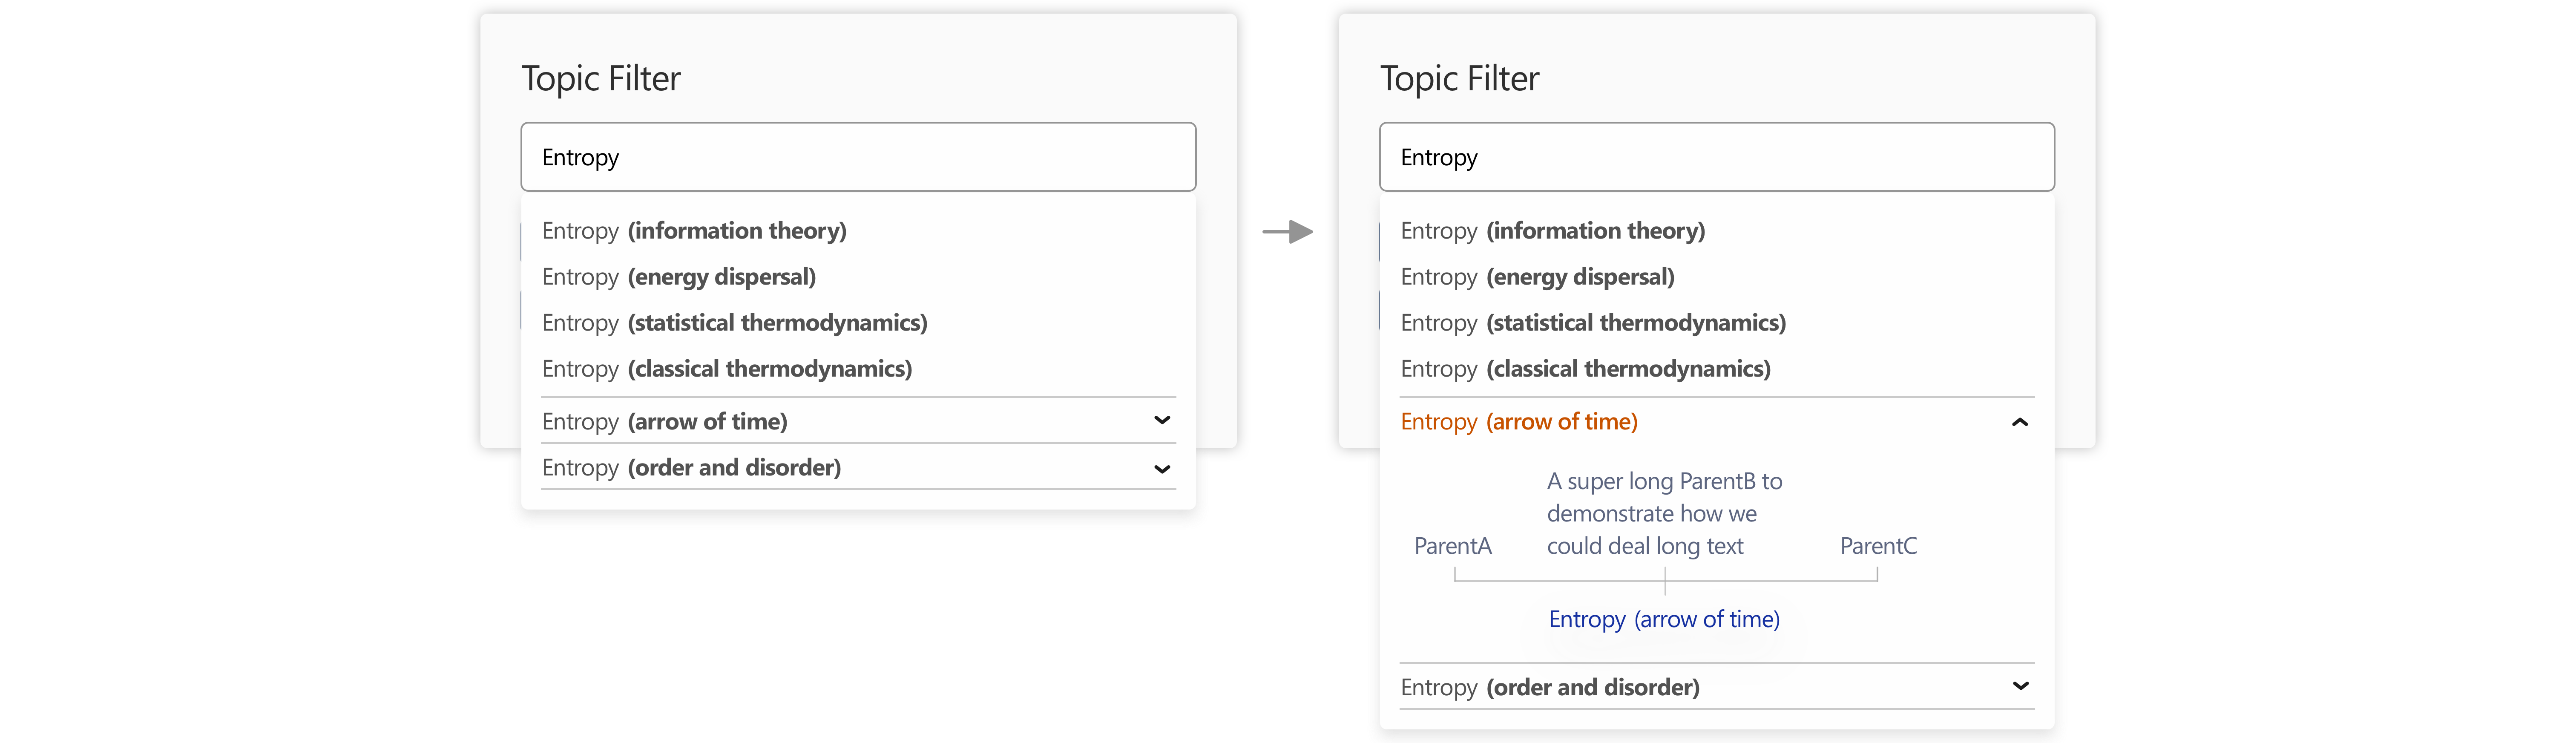 Topic Filter
Entropy
Entropy (information theory)
Entropy (energy dispersal)
Entropy (statistical thermodynamics)
Entropy (classical thermodynamics)
Entropy (arrow of time)
Entropy (order and disorder)
Topic Filter
Entropy
Entropy (information theory)
Entropy (energy dispersal)
Entropy (statistical thermodynamics)
Entropy (classical thermodynamics)
Entropy (arrow of time)
ParentA
A super long ParentB to
demonstrate how we
could deal long text
ParentC
Entropy (arrow of time)
Entropy (order and disorder)